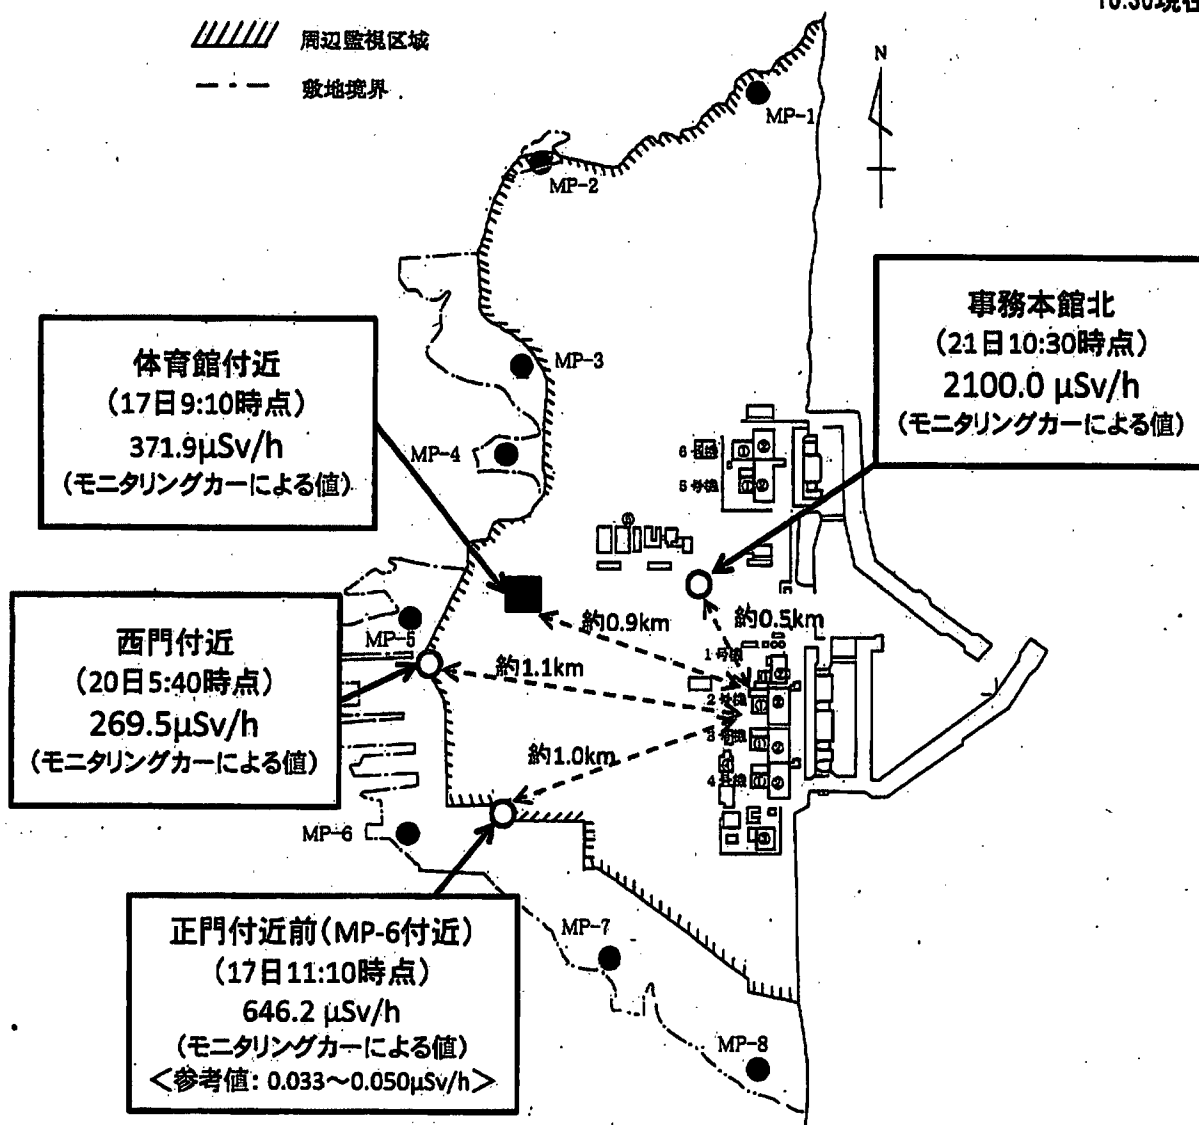 10:30現在
周辺監視区域
敷地境界
N
MP-1
MP-2
事務本館北
(21日10:30時点)
2100.0 μSv/h
(モニタリングカーによる値)
体育館付近
(17日9:10時点)
371.9μSv/h
(モニタリングカーによる値)
MP-3
MP-4
6号機
5号機
西門付近
(20日5:40時点)
269.5μSv/h
(モニタリングカーによる値)
MP-5
約0.9km
約0.5km
約1.1km
1号機
2号機
3号機
4号機
約1.0km
MP-6
正門付近前(MP-6付近)
(17日11:10時点)
646.2 μSv/h
(モニタリングカーによる値)
<参考値: 0.033~0.050μSv/h>
MP-7
MP-8